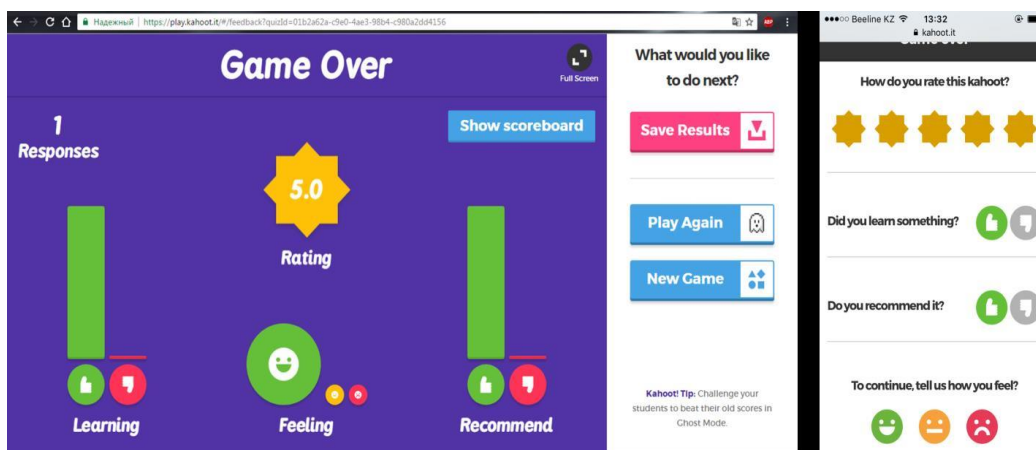 Надежный | https://play.kahoot.it/#/feedback?quizId=01b2a62a-c9e0-4ae3-98b4-c980a2dd4156
ABP
Game Over
Full Screen
1
Responses
Show scoreboard
5.0
Rating
Learning
Feeling
Recommend
What would you like
to do next?
Save Results
Play Again
New Game
Kahoot! Tip: Challenge your
students to beat their old scores in
Ghost Mode.
Beeline KZ 13:32
kahoot.it
How do you rate this kahoot?
Did you learn something?
Do you recommend it?
To continue, tell us how you feel?